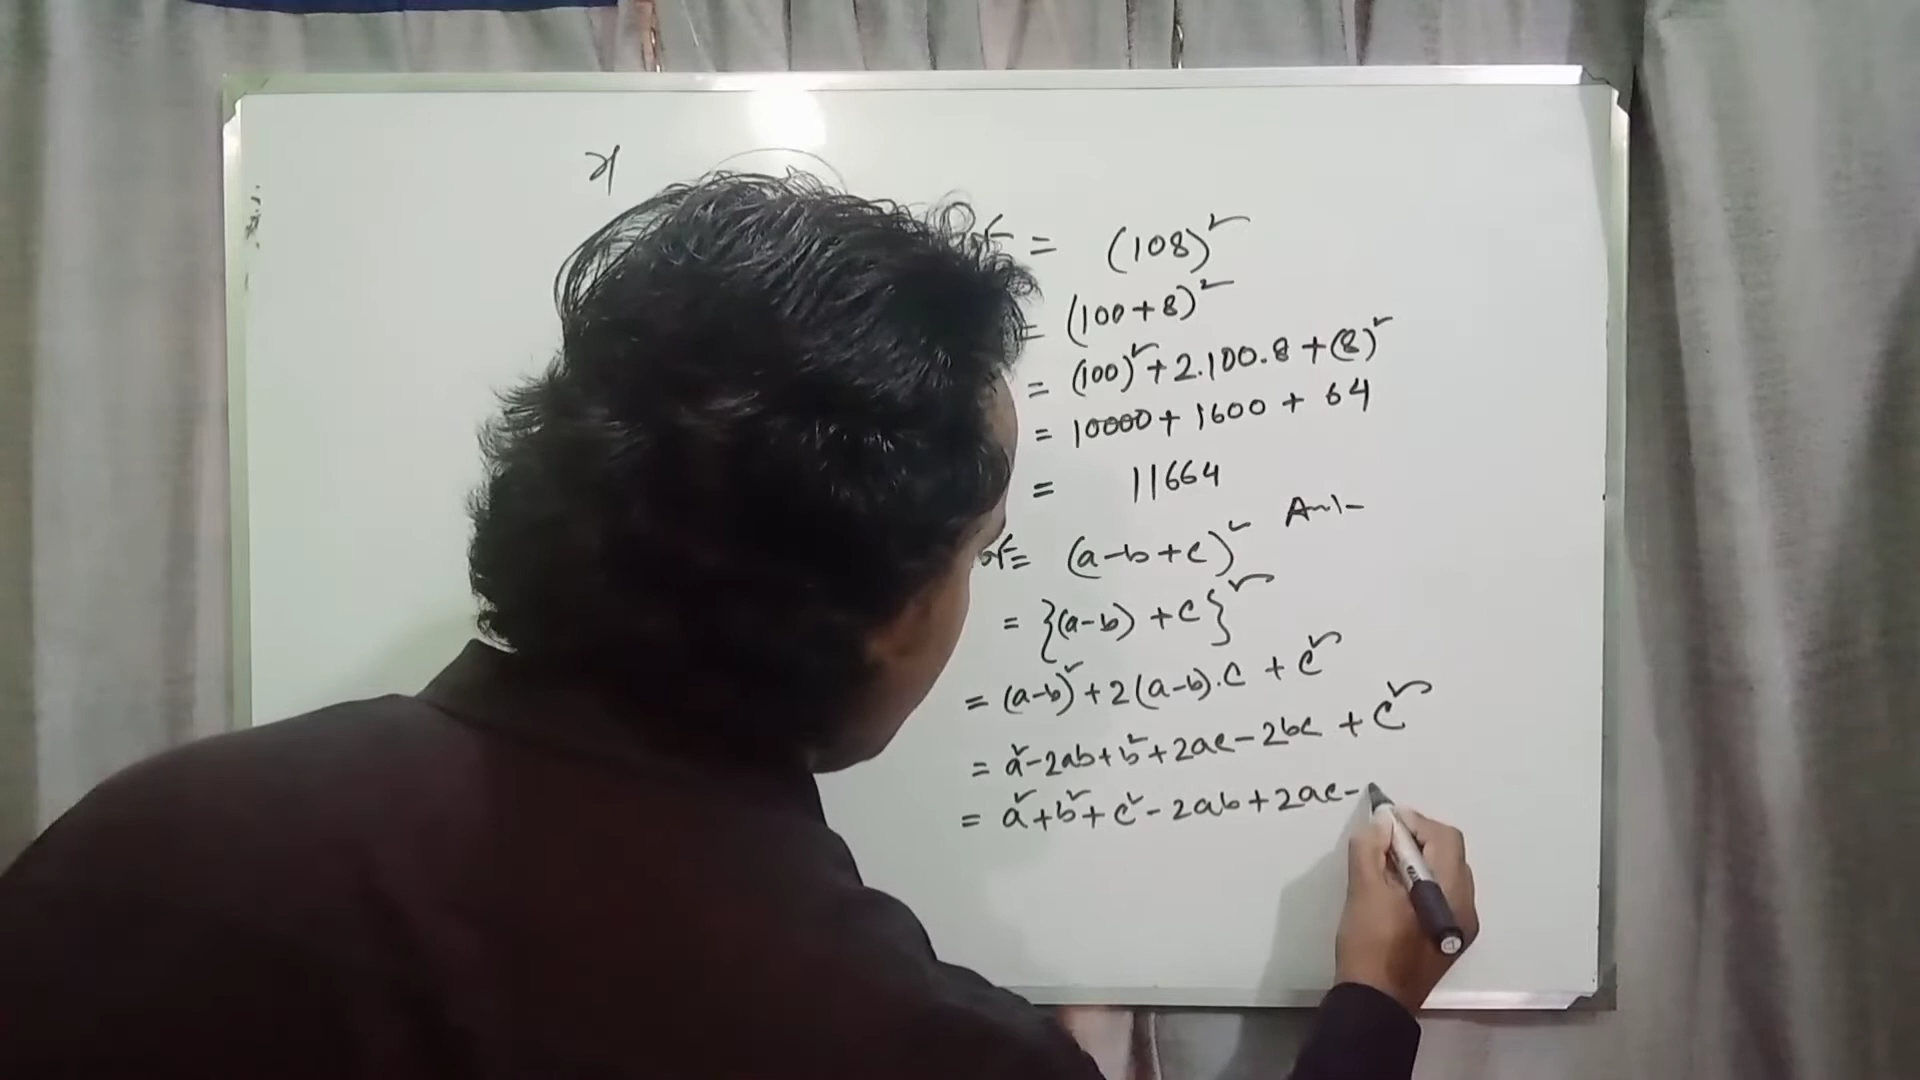 = (108)²
= (100+8)²
= (100)²+2.100.8+(8)²
= 10000+1600+64
= 11664
Ans
= (a-b+c)²
= {(a-b)+c}²
= (a-b)²+2(a-b).c+c²
= a²-2ab+b²+2ac-2bc+c²
= a²+b²+c²-2ab+2ac-